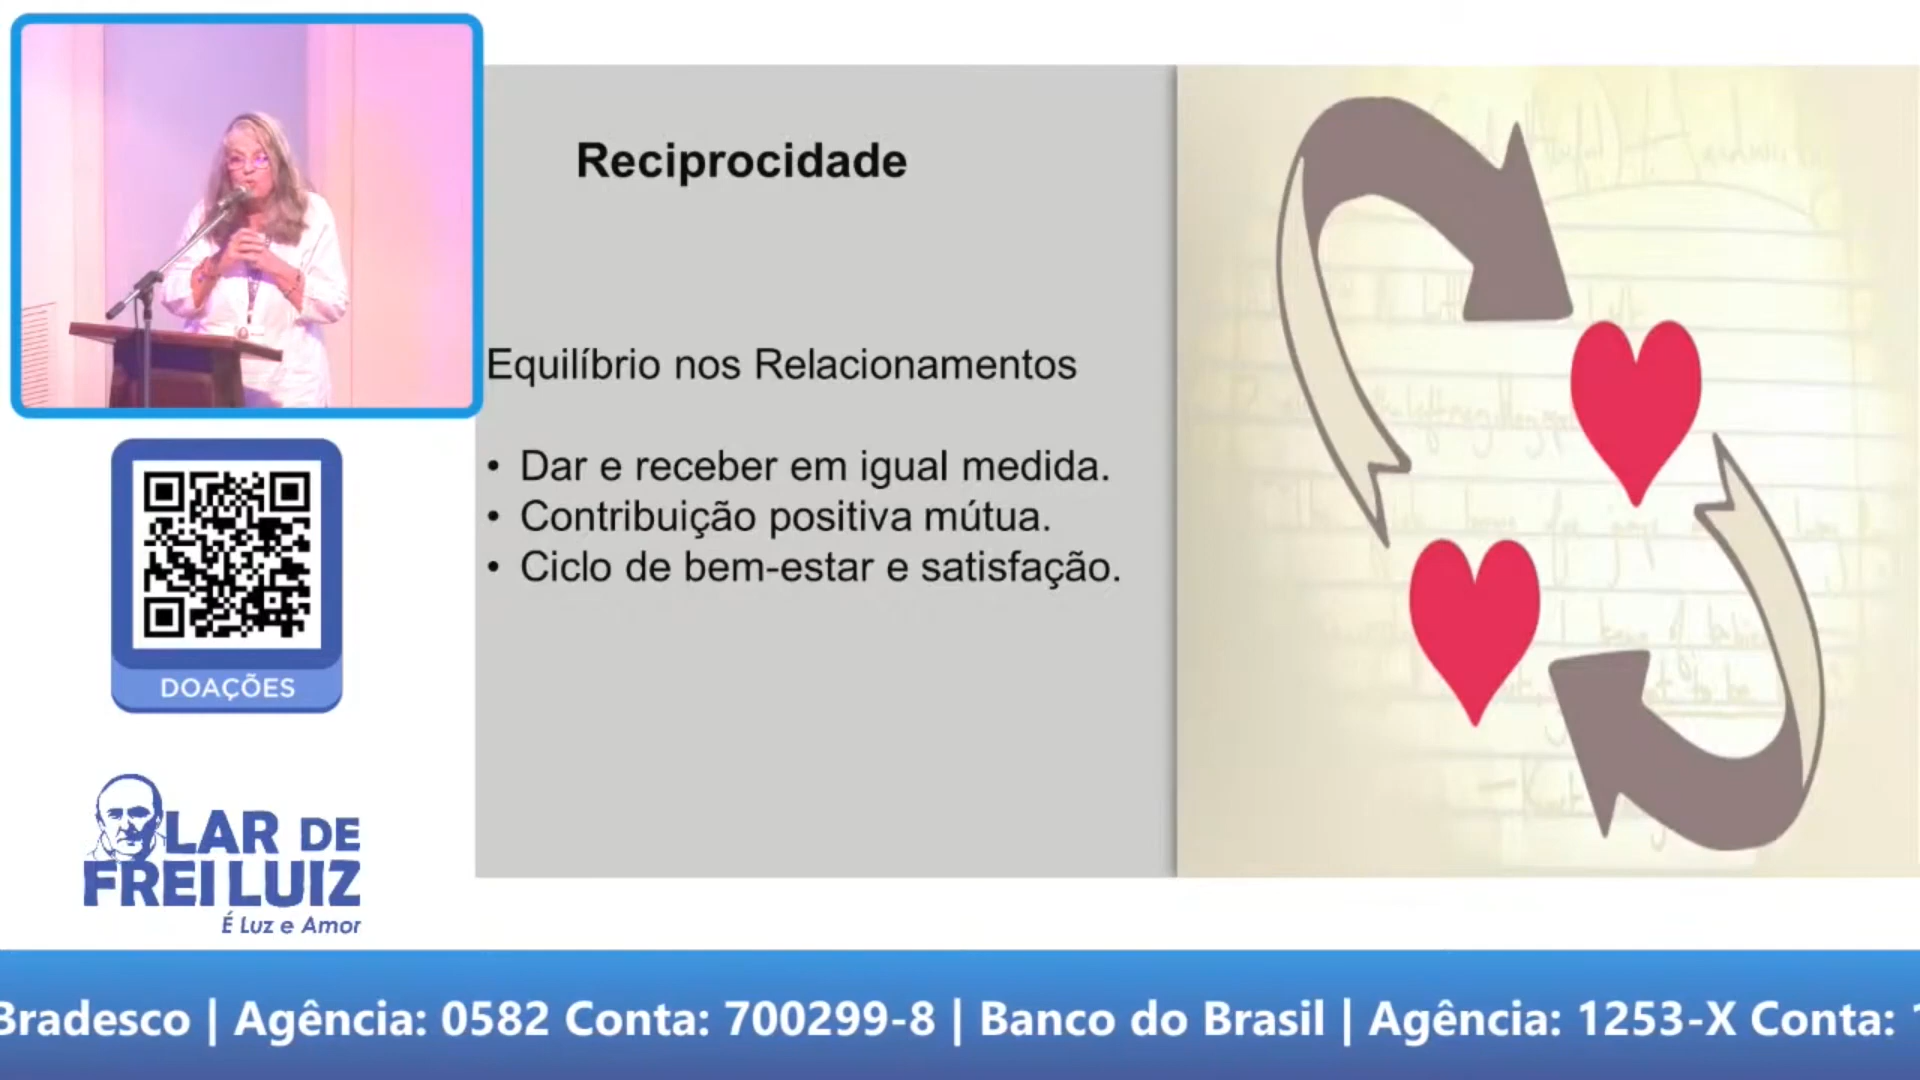 Reciprocidade
Equilíbrio nos Relacionamentos
• Dar e receber em igual medida.
• Contribuição positiva mútua.
• Ciclo de bem-estar e satisfação.
DOAÇÕES
LAR DE
FREI LUIZ
É Luz e Amor
Bradesco | Agência: 0582 Conta: 700299-8 | Banco do Brasil | Agência: 1253-X Conta: